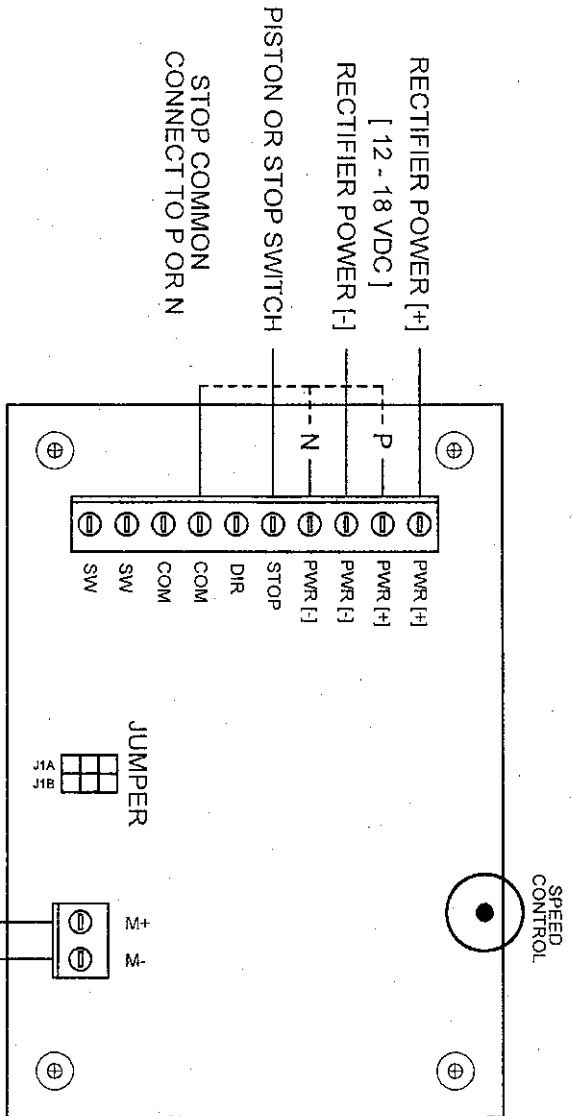 RECTIFIER POWER [+]
[ 12 - 18 VDC ]
RECTIFIER POWER [-]
PISTON OR STOP SWITCH
STOP COMMON
CONNECT TO P OR N
P
N
PWR [+]
PWR [+]
PWR [-]
PWR [-]
STOP
DIR
COM
COM
SW
SW
JUMPER
J1A
J1B
SPEED
CONTROL
M+
M-